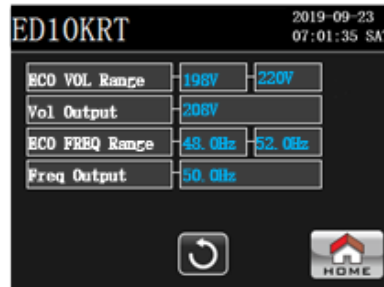 ED10KRT
2019-09-23
07:01:35 SAT
ECO VOL Range 198V 220V
Vol Output 208V
ECO FREQ Range 48.0Hz 52.0Hz
Freq Output 50.0Hz
HOME